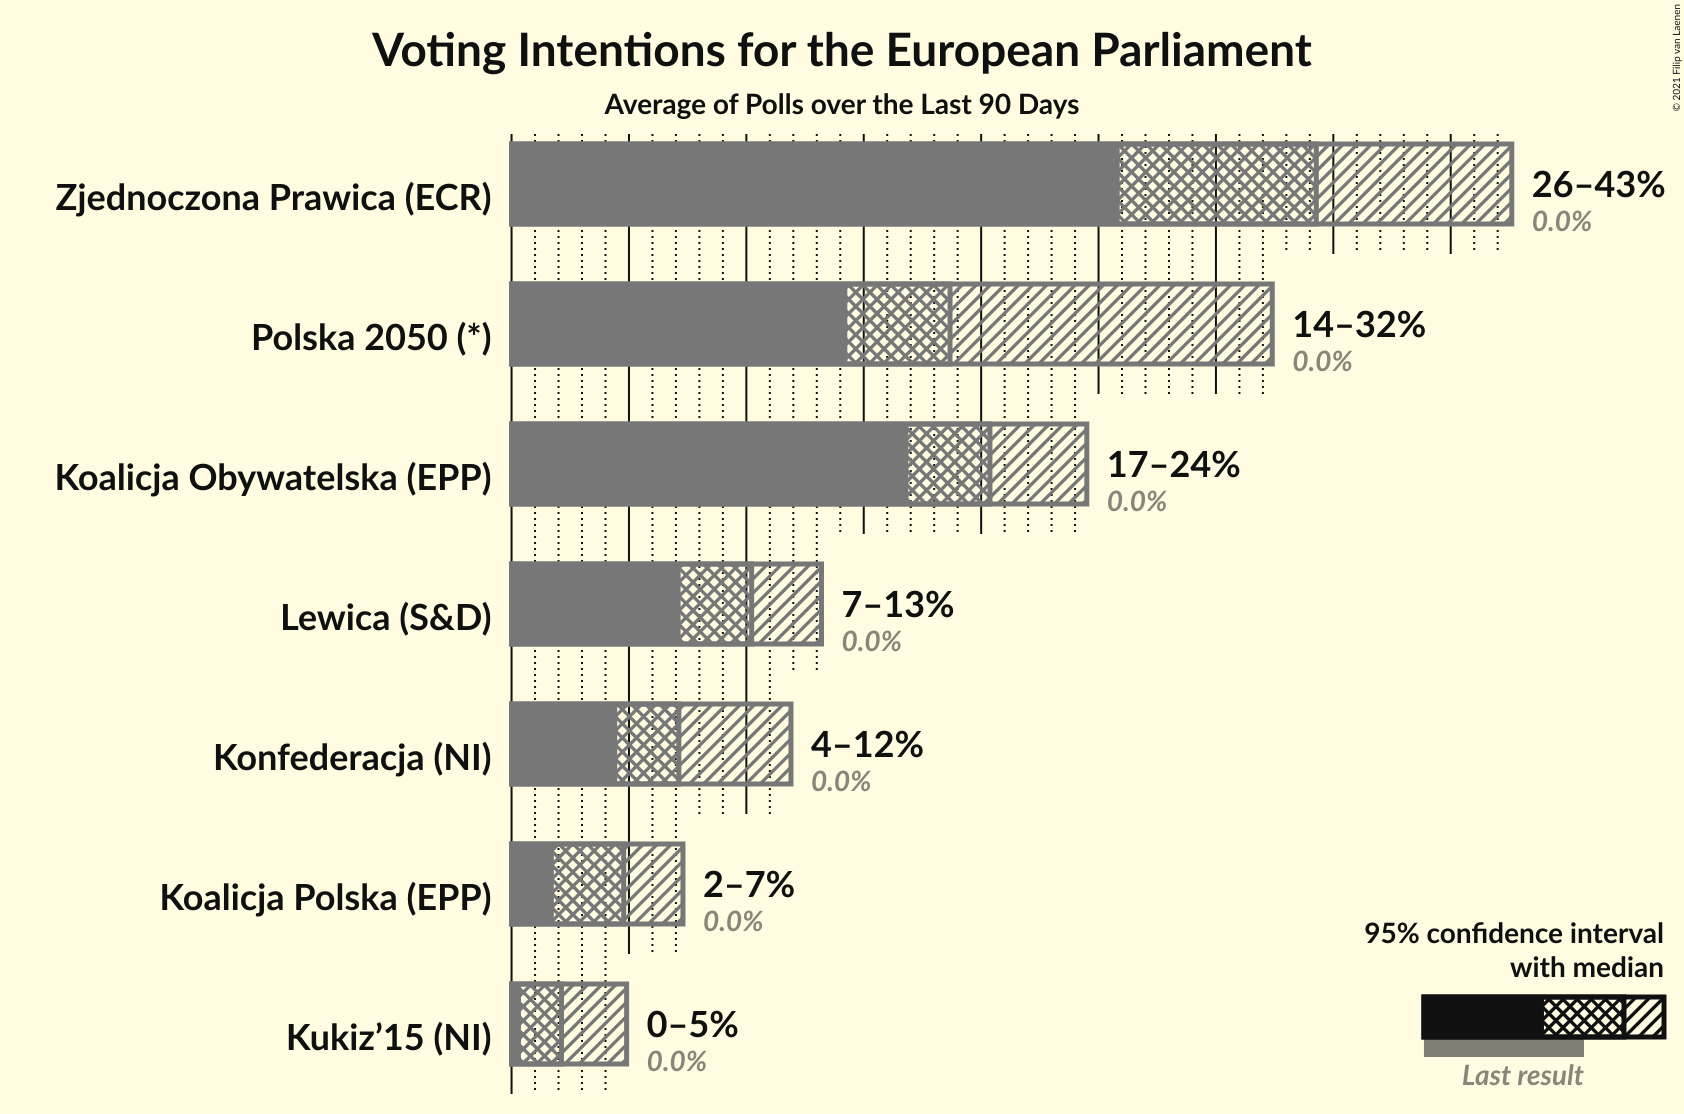 Voting Intentions for the European Parliament
Average of Polls over the Last 90 Days
© 2021 Filip van Laenen
Zjednoczona Prawica (ECR)
26–43%
0.0%
Polska 2050 (*)
14–32%
0.0%
Koalicja Obywatelska (EPP)
17–24%
0.0%
Lewica (S&D)
7–13%
0.0%
Konfederacja (NI)
4–12%
0.0%
Koalicja Polska (EPP)
2–7%
0.0%
Kukiz’15 (NI)
0–5%
0.0%
95% confidence interval
with median
Last result